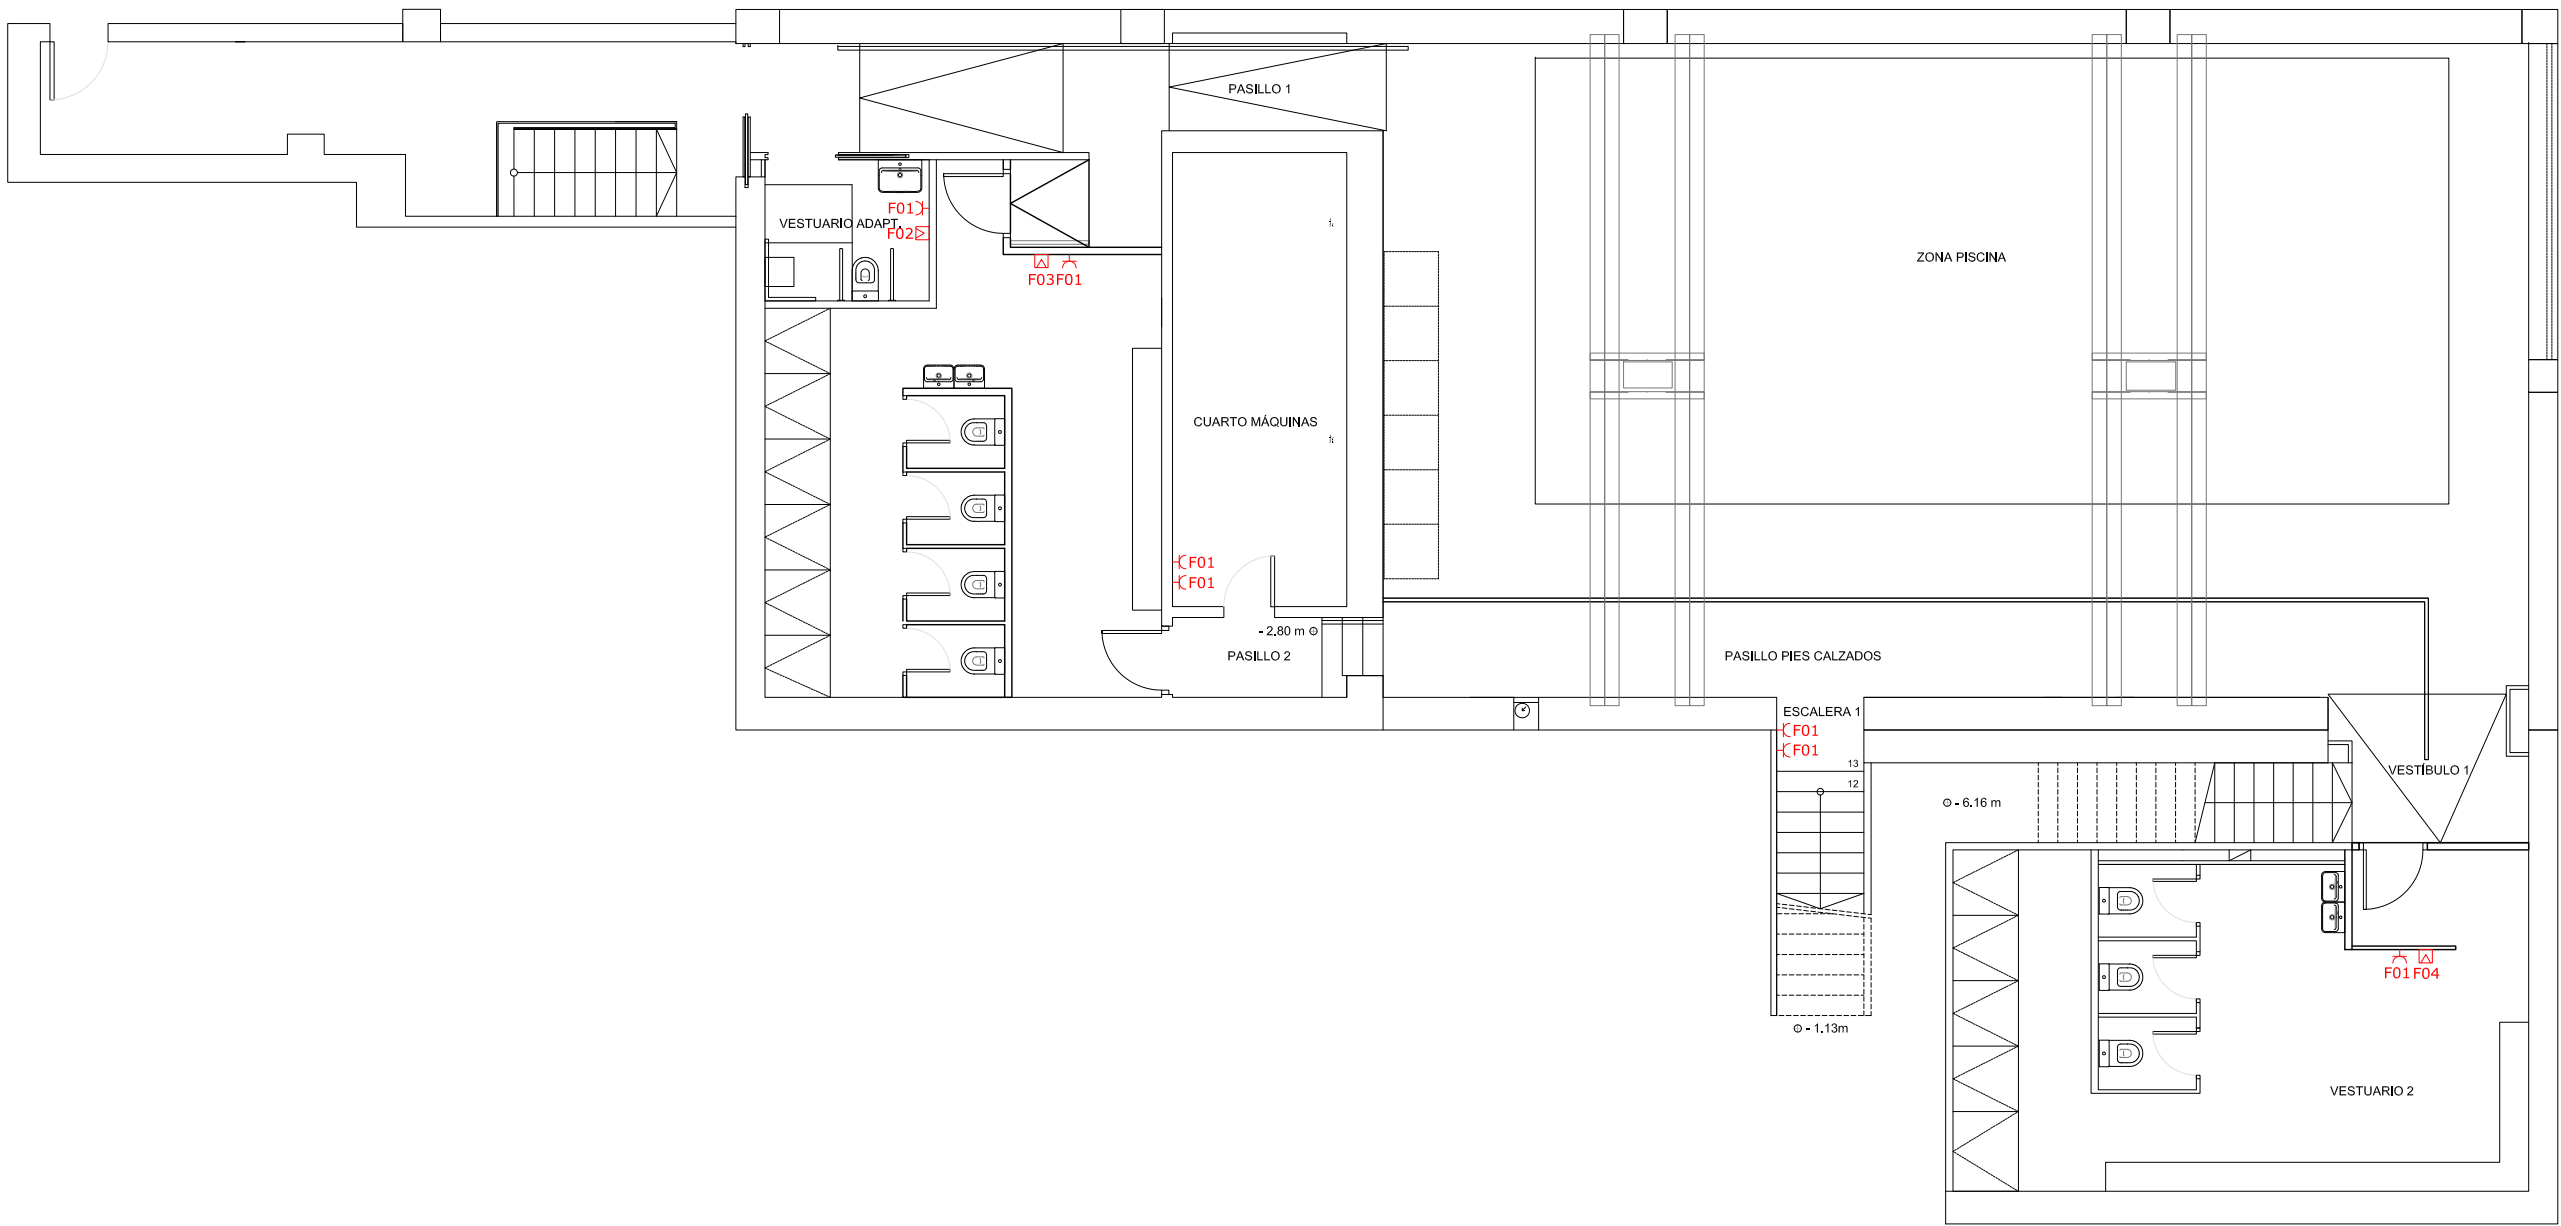 PASILLO 1
F01
VESTUARIO ADAPT.
F02
ZONA PISCINA
F03 F01
CUARTO MÁQUINAS
F01
F01
- 2.80 m
PASILLO 2
PASILLO PIES CALZADOS
ESCALERA 1
F01
F01
13
12
VESTÍBULO 1
- 6.16 m
F01 F04
- 1.13m
VESTUARIO 2